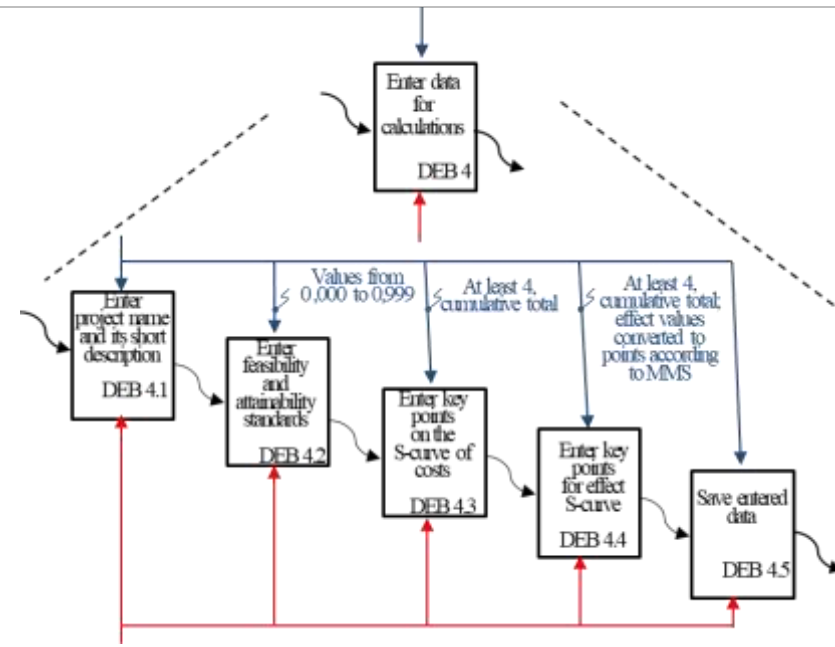 Enter data
for
calculations
DEB 4
Values from
0,000 to 0,999
At least 4,
cumulative total
At least 4,
cumulative total;
effect values
converted to
points according
to MMS
Enter
project name
and its short
description
DEB 4.1
Enter
feasibility
and
attainability
standards
DEB 4.2
Enter key
points
on the
S-curve of
costs
DEB 4.3
Enter key
points
for effect
S-curve
DEB 4.4
Save entered
data
DEB 4.5